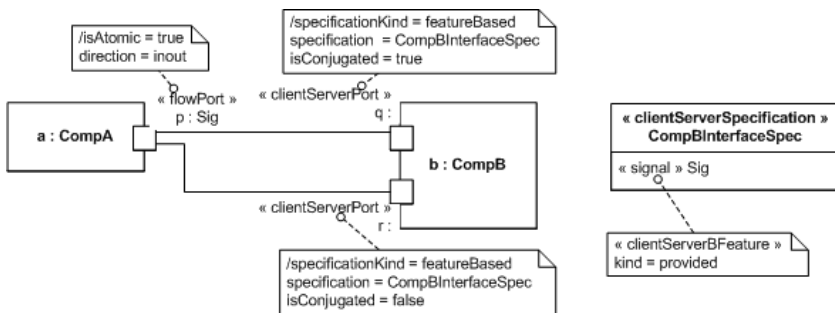 /isAtomic = true
direction = inout
/specificationKind = featureBased
specification = CompBInterfaceSpec
isConjugated = true
« flowPort »
p : Sig
« clientServerPort »
q :
a : CompA
b : CompB
« clientServerPort »
r :
/specificationKind = featureBased
specification = CompBInterfaceSpec
isConjugated = false
« clientServerSpecification »
CompBInterfaceSpec
« signal » Sig
« clientServerBFeature »
kind = provided